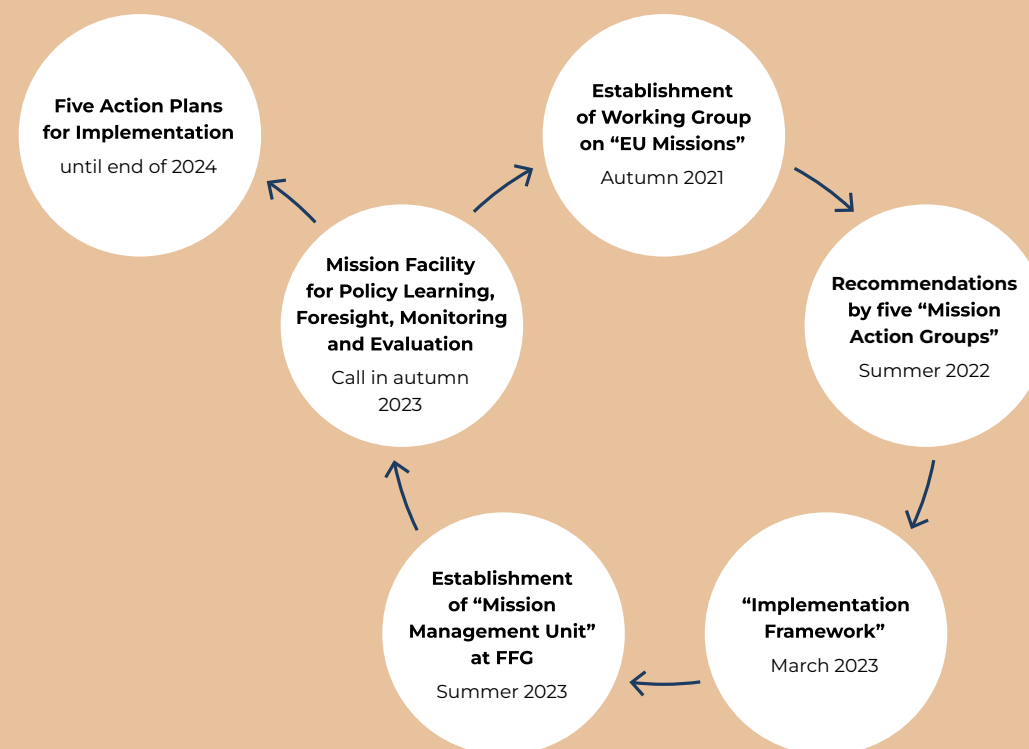 Five Action Plans
for Implementation
until end of 2024
Establishment
of Working Group
on “EU Missions”
Autumn 2021
Recommendations
by five “Mission
Action Groups”
Summer 2022
“Implementation
Framework”
March 2023
Establishment
of “Mission
Management Unit”
at FFG
Summer 2023
Mission Facility
for Policy Learning,
Foresight, Monitoring
and Evaluation
Call in autumn
2023